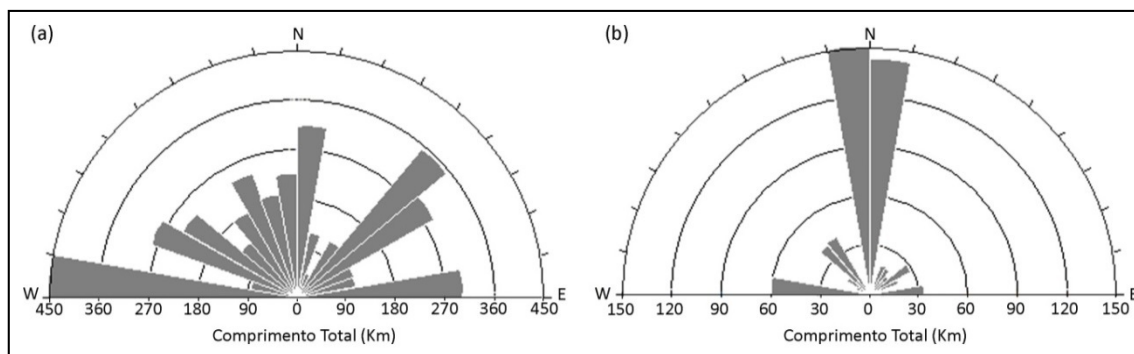 (a)
N
W
E
450 360 270 180 90 0 90 180 270 360 450
Comprimento Total (Km)
(b)
N
W
E
150 120 90 60 30 0 30 60 90 120 150
Comprimento Total (Km)